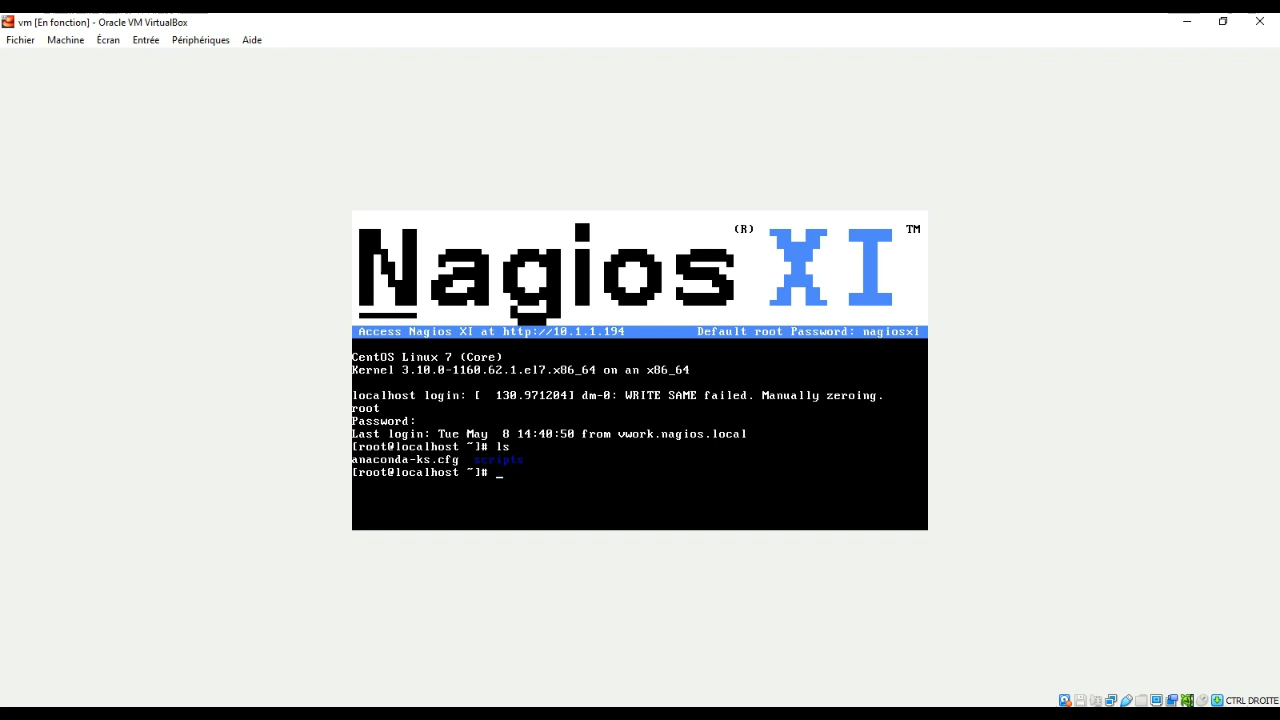 vm [En fonction] - Oracle VM VirtualBox
Fichier Machine Écran Entrée Périphériques Aide
Nagios (R) XI TM
Access Nagios XI at http://10.1.1.194 Default root Password: nagiosxi
CentOS Linux 7 (Core)
Kernel 3.10.0-1160.62.1.el7.x86_64 on an x86_64
localhost login: [  130.971204] dm-0: WRITE SAME failed. Manually zeroing.
root
Password:
Last login: Tue May  8 14:40:50 from vwork.nagios.local
[root@localhost ~]# ls
anaconda-ks.cfg  scripts
[root@localhost ~]# _
CTRL DROITE